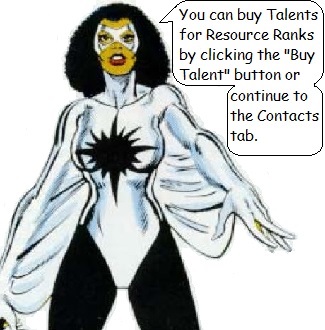 You can buy Talents
for Resource Ranks
by clicking the "Buy
Talent" button or
continue to
the Contacts
tab.